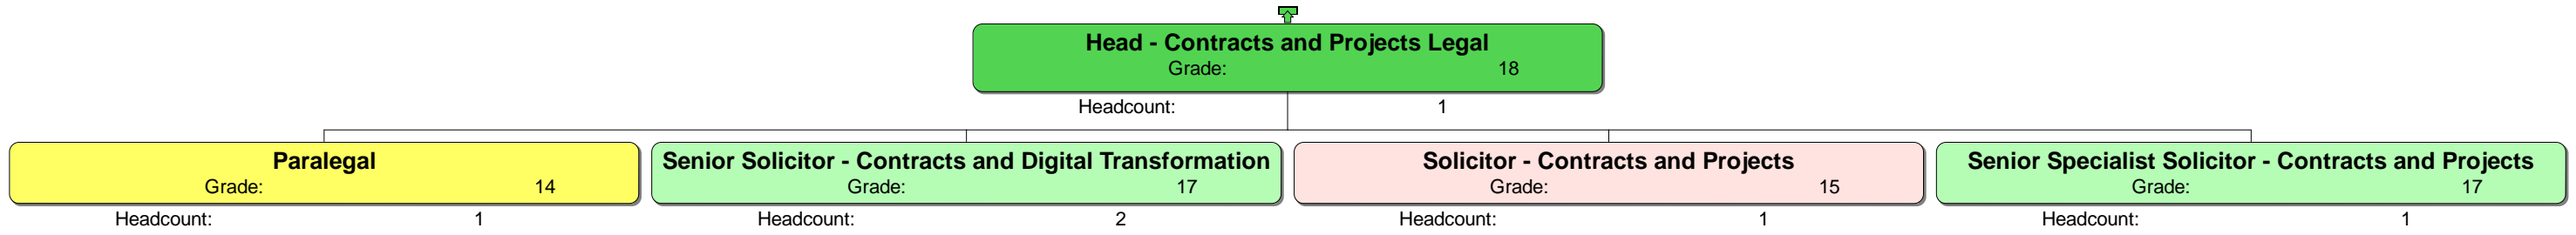 Head - Contracts and Projects Legal
Grade: 18
Headcount: 1
Paralegal
Grade: 14
Headcount: 1
Senior Solicitor - Contracts and Digital Transformation
Grade: 17
Headcount: 2
Solicitor - Contracts and Projects
Grade: 15
Headcount: 1
Senior Specialist Solicitor - Contracts and Projects
Grade: 17
Headcount: 1